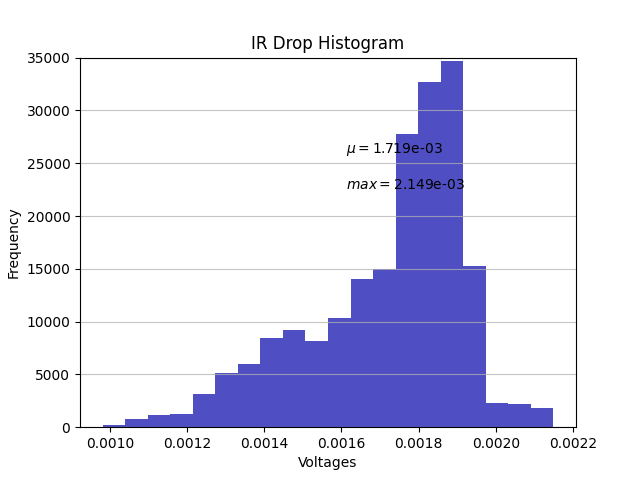 IR Drop Histogram
35000
30000
25000
20000
15000
10000
5000
0
Frequency
μ = 1.719e-03
max = 2.149e-03
0.0010 0.0012 0.0014 0.0016 0.0018 0.0020 0.0022
Voltages